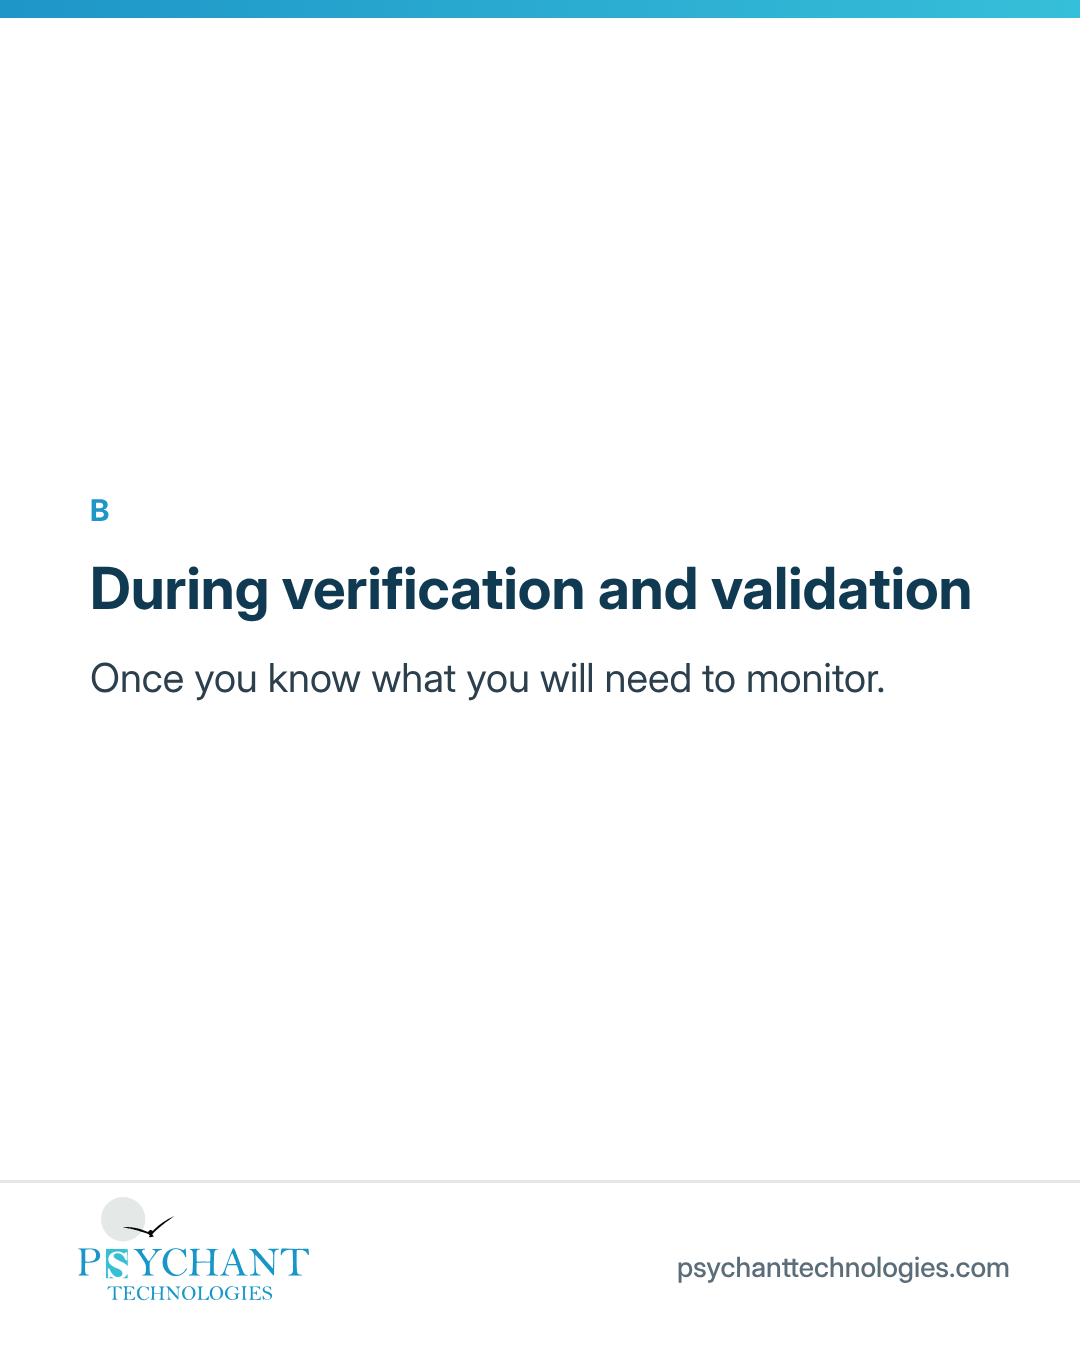 B
During verification and validation
Once you know what you will need to monitor.
PSYCHANT
TECHNOLOGIES
psychanttechnologies.com